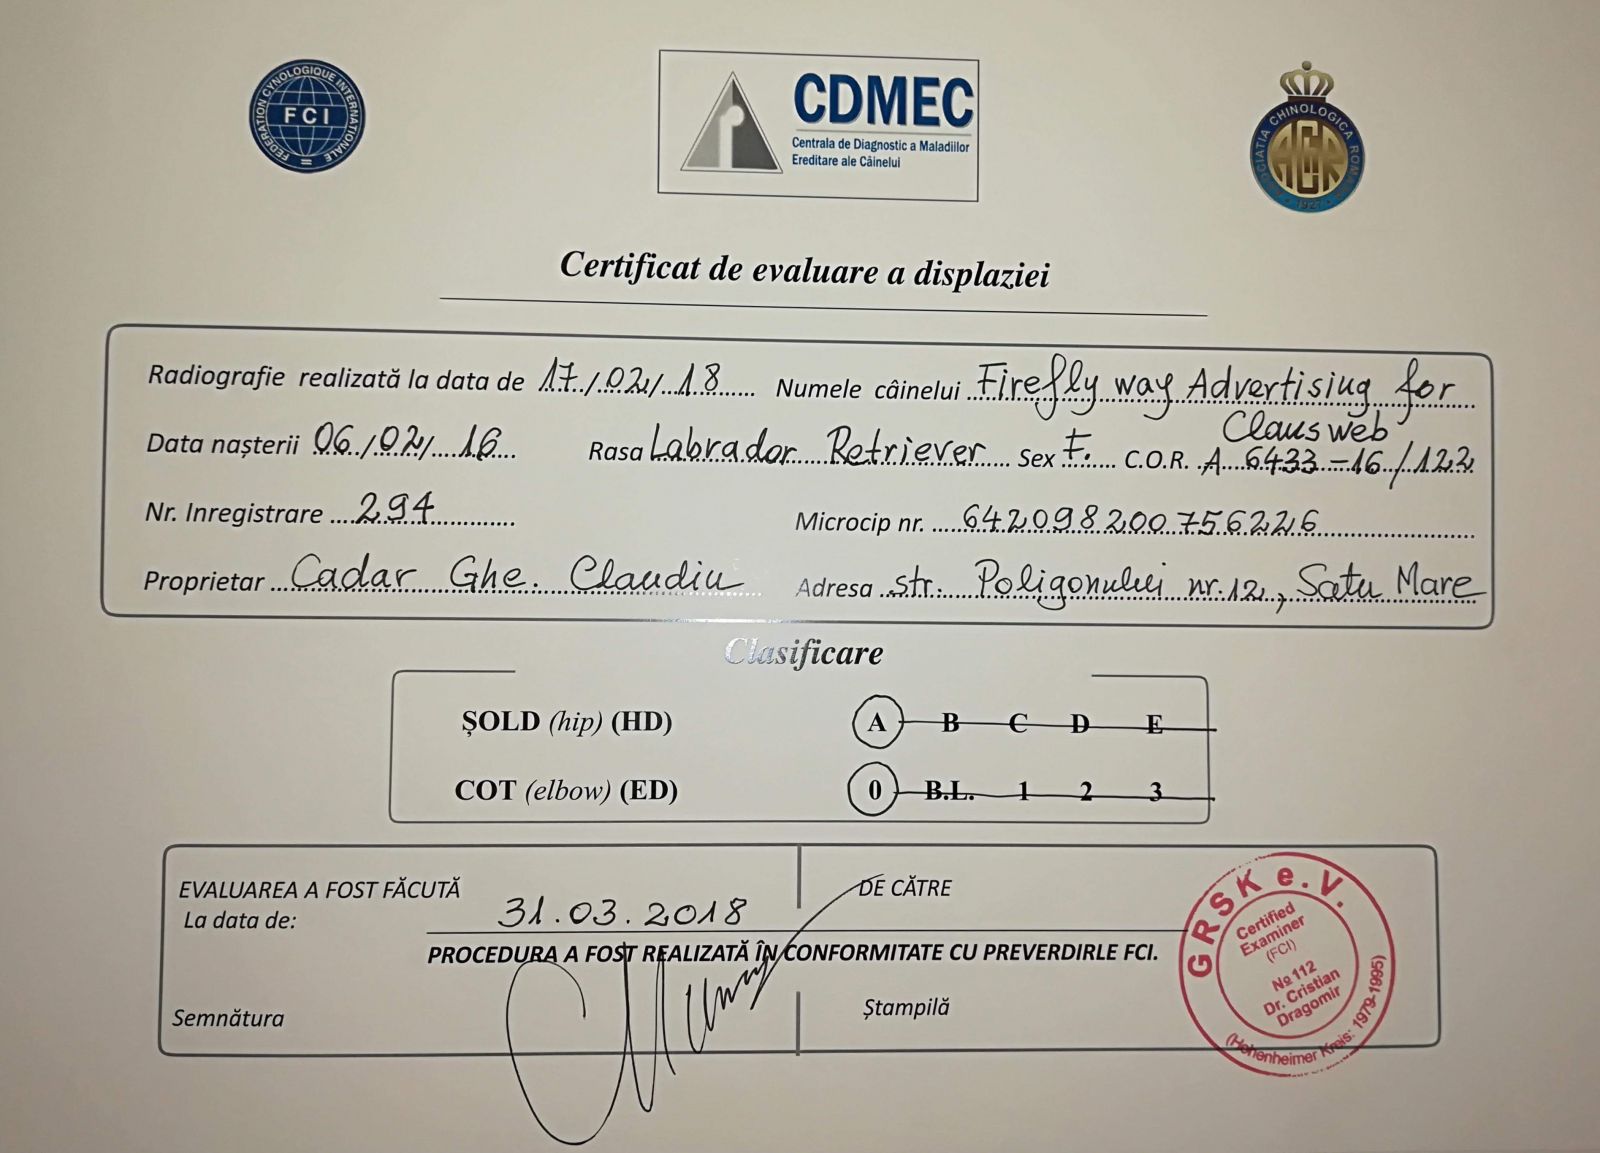 FEDERATION CYNOLOGIQUE INTERNATIONALE
FCI
CDMEC
Centrala de Diagnostic a Maladiilor
Ereditare ale Câinelui
ASOCIATIA CHINOLOGICA ROMANA
ACR
1927
Certificat de evaluare a displaziei
Radiografie realizată la data de 17/02/18 Numele câinelui Firefly way Advertising for
Clausweb
Data nașterii 06/02/16 Rasa Labrador Retriever Sex F. C.O.R. A 6433-16/122
Nr. Inregistrare 294 Microcip nr. 642098200756226
Proprietar Cadar Ghe. Claudiu Adresa str. Poligonului nr.12, Satu Mare
Clasificare
ȘOLD (hip) (HD) A B C D E
COT (elbow) (ED) 0 B.L. 1 2 3
EVALUAREA A FOST FĂCUTĂ DE CĂTRE
La data de: 31.03.2018
PROCEDURA A FOST REALIZATĂ ÎN CONFORMITATE CU PREVERDIRLE FCI.
Semnătura Ștampilă
GRSK e.V.
Certified
Examiner
(FCI)
№ 112
Dr. Cristian
Dragomir
(Hohenheimer Kreis: 1979-1995)